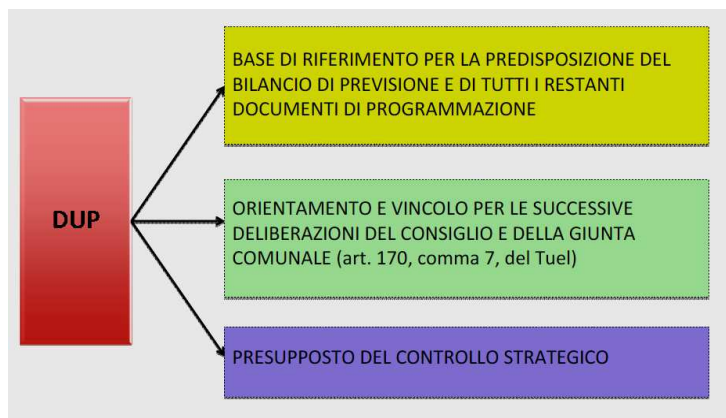 DUP
BASE DI RIFERIMENTO PER LA PREDISPOSIZIONE DEL
BILANCIO DI PREVISIONE E DI TUTTI I RESTANTI
DOCUMENTI DI PROGRAMMAZIONE
ORIENTAMENTO E VINCOLO PER LE SUCCESSIVE
DELIBERAZIONI DEL CONSIGLIO E DELLA GIUNTA
COMUNALE (art. 170, comma 7, del Tuel)
PRESUPPOSTO DEL CONTROLLO STRATEGICO